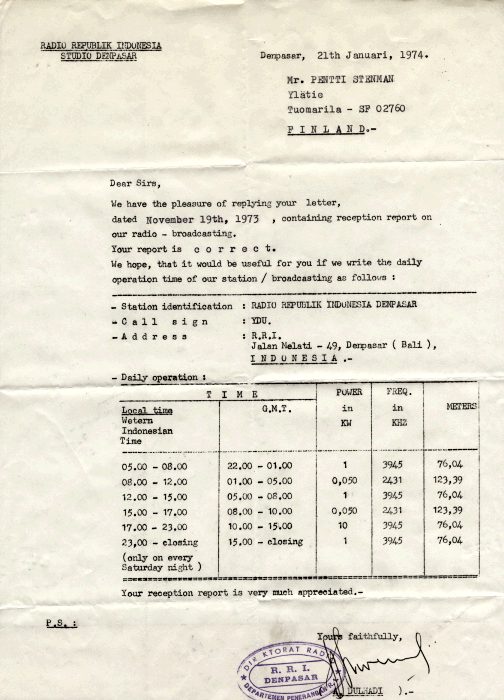 RADIO REPUBLIK INDONESIA
STUDIO DENPASAR
Denpasar, 21th Januari, 1974.
Mr. PENTTI STENMAN
Ylätie
Tuomarila - SF 02760
F I N L A N D.-
Dear Sirs,
We have the pleasure of replying your letter,
dated November 19th, 1973 , containing reception report on
our radio - broadcasting.
Your report is c o r r e c t.
We hope, that it would be useful for you if we write the daily
operation time of our station / broadcasting as follows :
- Station identification : RADIO REPUBLIK INDONESIA DENPASAR
- C a l l  s i g n : YDU.
- A d d r e s s : R.R.I.
Jalan Melati - 49, Denpasar ( Bali ),
I N D O N E S I A .-
- Daily operation :
T I M E POWER FREQ. METERS
Local time G.M.T. in in
Wetern KW KHZ
Indonesian
Time
05.00 - 08.00 22.00 - 01.00 1 3945 76,04
08.00 - 12.00 01.00 - 05.00 0,050 2431 123,39
12.00 - 15.00 05.00 - 08.00 1 3945 76,04
15.00 - 17.00 08.00 - 10.00 0,050 2431 123,39
17.00 - 23.00 10.00 - 15.00 10 3945 76,04
23,00 - closing 15.00 - closing 1 3945 76,04
(only on every
Saturday night )
Your reception report is very much appreciated.-
P.S. :
Yours faithfully,
DIREKTORAT RADIO
R. R. I.
DENPASAR
DEPARTEMEN PENERANGAN
DULHADI ).-